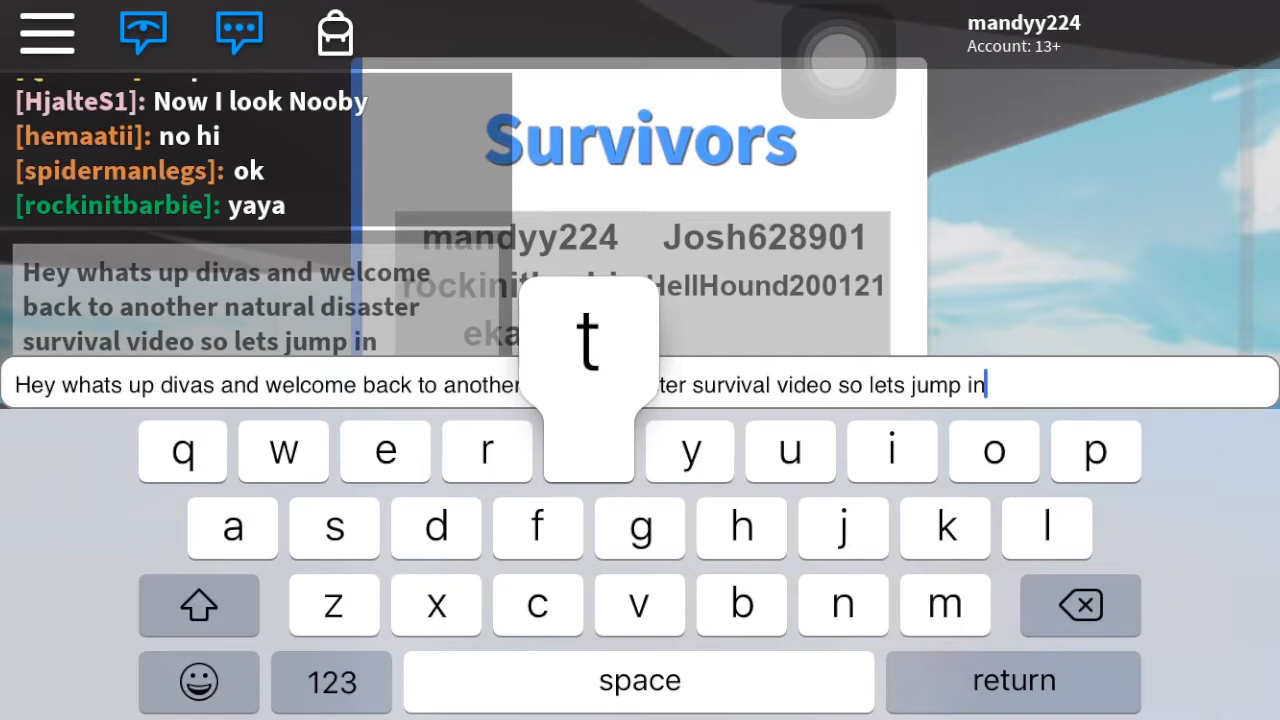 mandyy224
Account: 13+
[HjalteS1]: Now I look Nooby
[hemaatii]: no hi
[spidermanlegs]: ok
[rockinitbarbie]: yaya
Survivors
mandyy224 Josh628901
HellHound200121
Hey whats up divas and welcome
back to another natural disaster
survival video so lets jump in
Hey whats up divas and welcome back to another ter survival video so lets jump in
t
q w e r y u i o p
a s d f g h j k l
z x c v b n m
123 space return